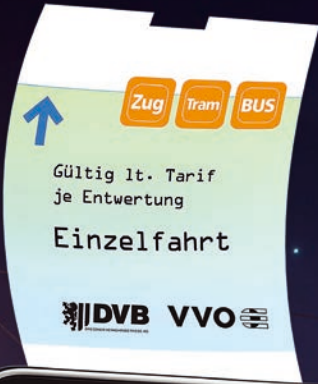 Zug Tram BUS
Gültig lt. Tarif
je Entwertung
Einzelfahrt
DVB VVO